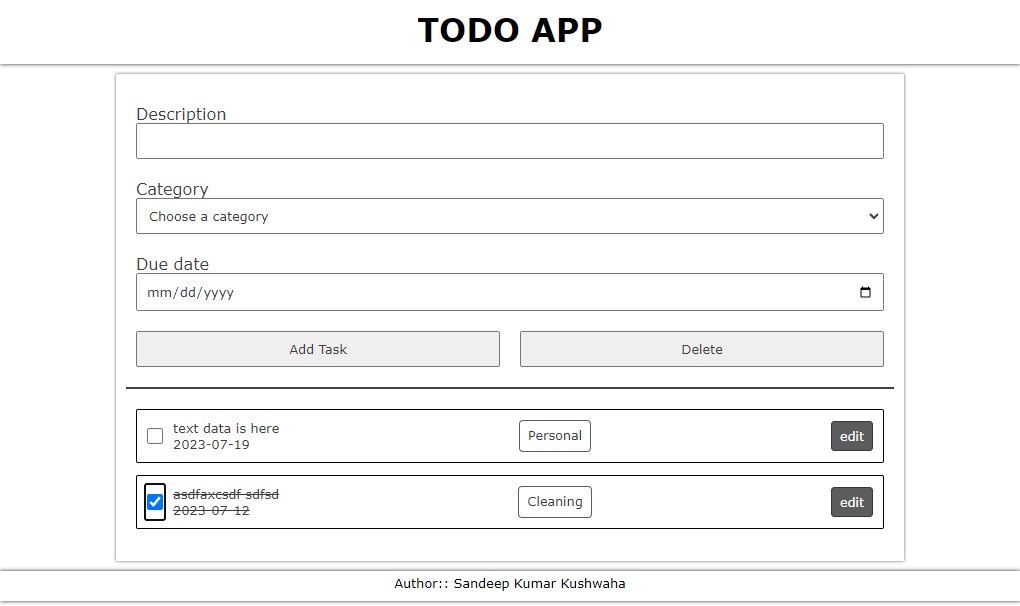 TODO APP
Description
Category
Choose a category
Due date
mm/dd/yyyy
Add Task Delete
text data is here
2023-07-19
Personal
edit
asdfaxcsdf sdfsd
2023-07-12
Cleaning
edit
Author:: Sandeep Kumar Kushwaha